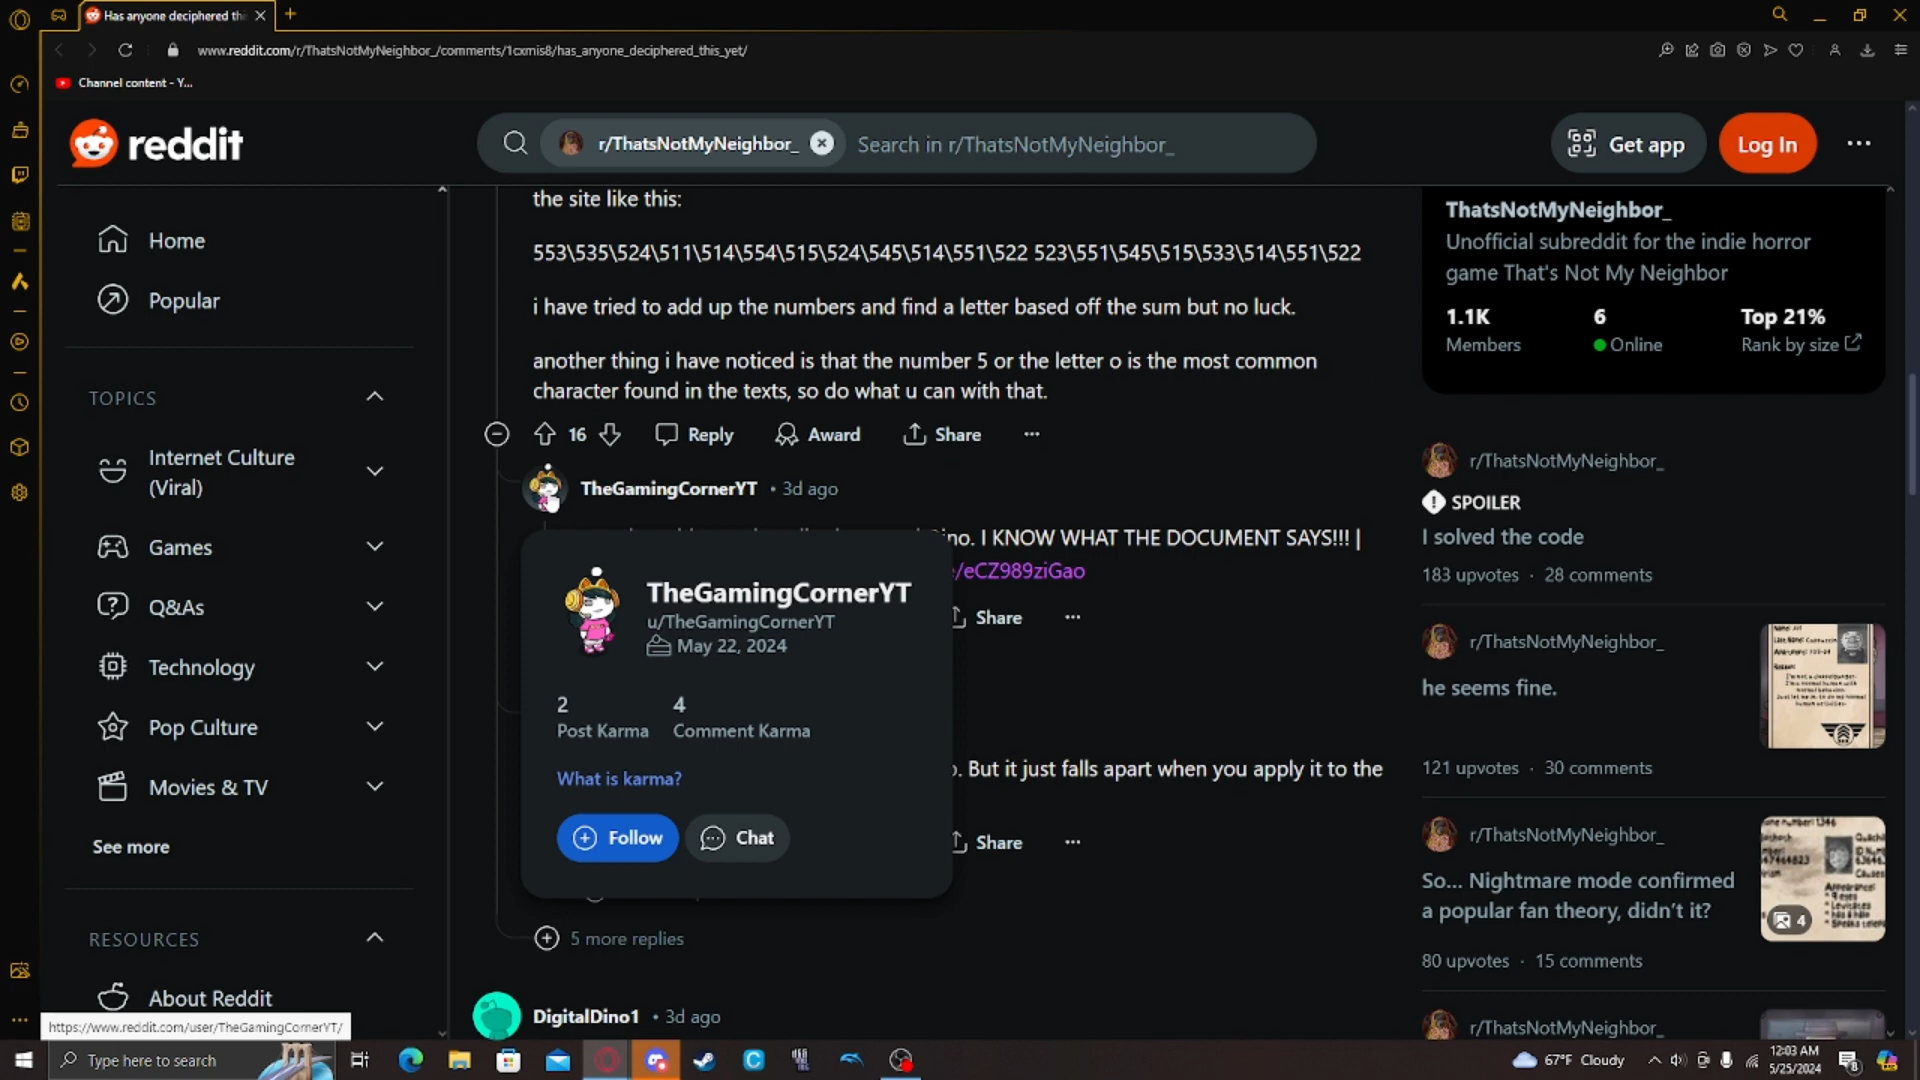 Has anyone deciphered thi
www.reddit.com/r/ThatsNotMyNeighbor_/comments/1cxmis8/has_anyone_deciphered_this_yet/
Channel content - Y...
reddit
r/ThatsNotMyNeighbor_
Search in r/ThatsNotMyNeighbor_
Get app
Log In
Home
Popular
TOPICS
Internet Culture
(Viral)
Games
Q&As
Technology
Pop Culture
Movies & TV
See more
RESOURCES
About Reddit
https://www.reddit.com/user/TheGamingCornerYT/
the site like this:
553\535\524\511\514\554\515\524\545\514\551\522 523\551\545\515\533\514\551\522
i have tried to add up the numbers and find a letter based off the sum but no luck.
another thing i have noticed is that the number 5 or the letter o is the most common
character found in the texts, so do what u can with that.
16
Reply
Award
Share
TheGamingCornerYT • 3d ago
ino. I KNOW WHAT THE DOCUMENT SAYS!!! |
e/eCZ989ziGao
Share
TheGamingCornerYT
u/TheGamingCornerYT
May 22, 2024
2 4
Post Karma Comment Karma
What is karma?
Follow
Chat
o. But it just falls apart when you apply it to the
Share
5 more replies
DigitalDino1 • 3d ago
ThatsNotMyNeighbor_
Unofficial subreddit for the indie horror
game That's Not My Neighbor
1.1K 6 Top 21%
Members Online Rank by size
r/ThatsNotMyNeighbor_
SPOILER
I solved the code
183 upvotes · 28 comments
r/ThatsNotMyNeighbor_
he seems fine.
121 upvotes · 30 comments
r/ThatsNotMyNeighbor_
So... Nightmare mode confirmed
a popular fan theory, didn't it?
4
80 upvotes · 15 comments
r/ThatsNotMyNeighbor_
Type here to search
67°F Cloudy
12:03 AM
5/25/2024
8